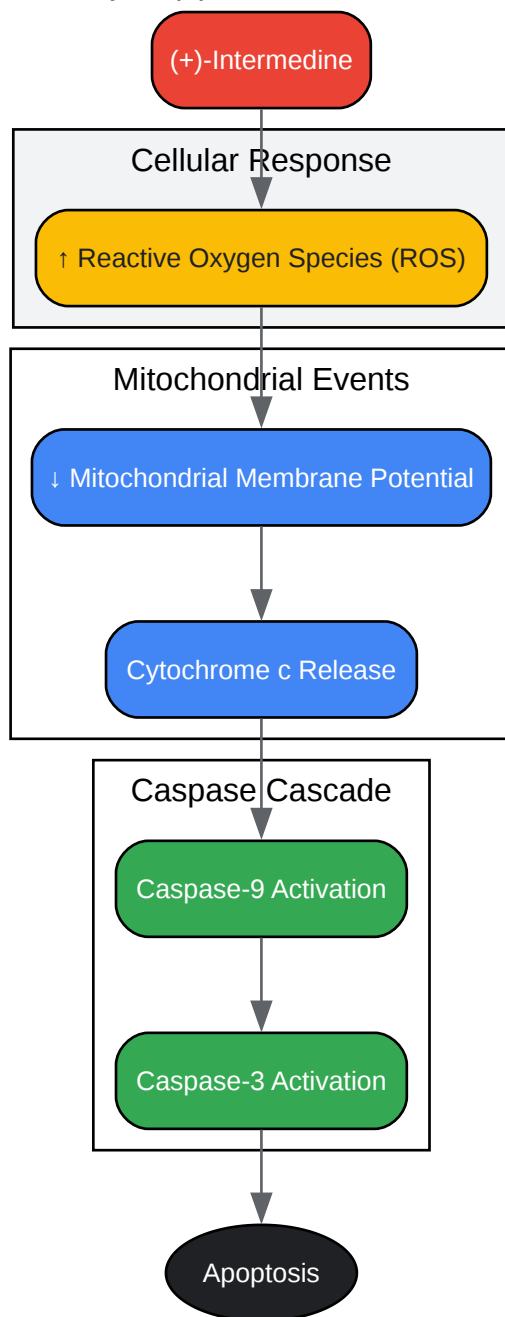 (+)-Intermedine
Cellular Response
↑ Reactive Oxygen Species (ROS)
Mitochondrial Events
↓ Mitochondrial Membrane Potential
Cytochrome c Release
Caspase Cascade
Caspase-9 Activation
Caspase-3 Activation
Apoptosis